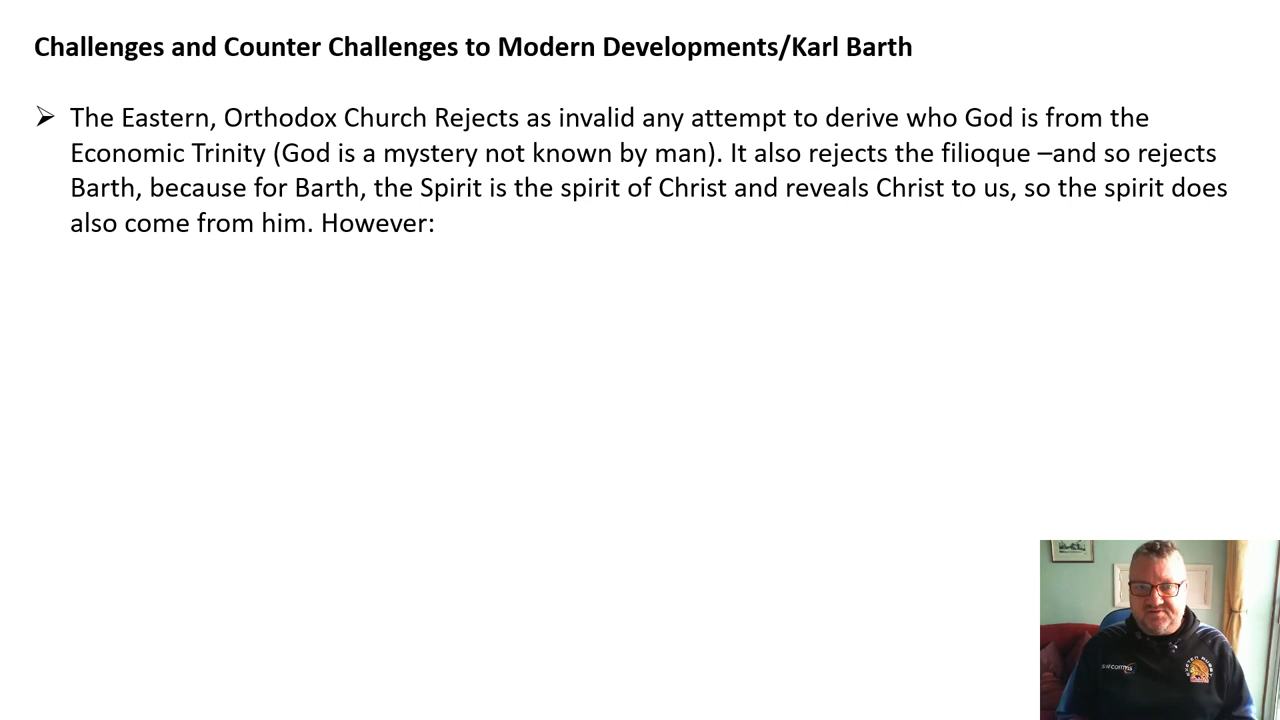 Challenges and Counter Challenges to Modern Developments/Karl Barth
➢ The Eastern, Orthodox Church Rejects as invalid any attempt to derive who God is from the
Economic Trinity (God is a mystery not known by man). It also rejects the filioque –and so rejects
Barth, because for Barth, the Spirit is the spirit of Christ and reveals Christ to us, so the spirit does
also come from him. However: